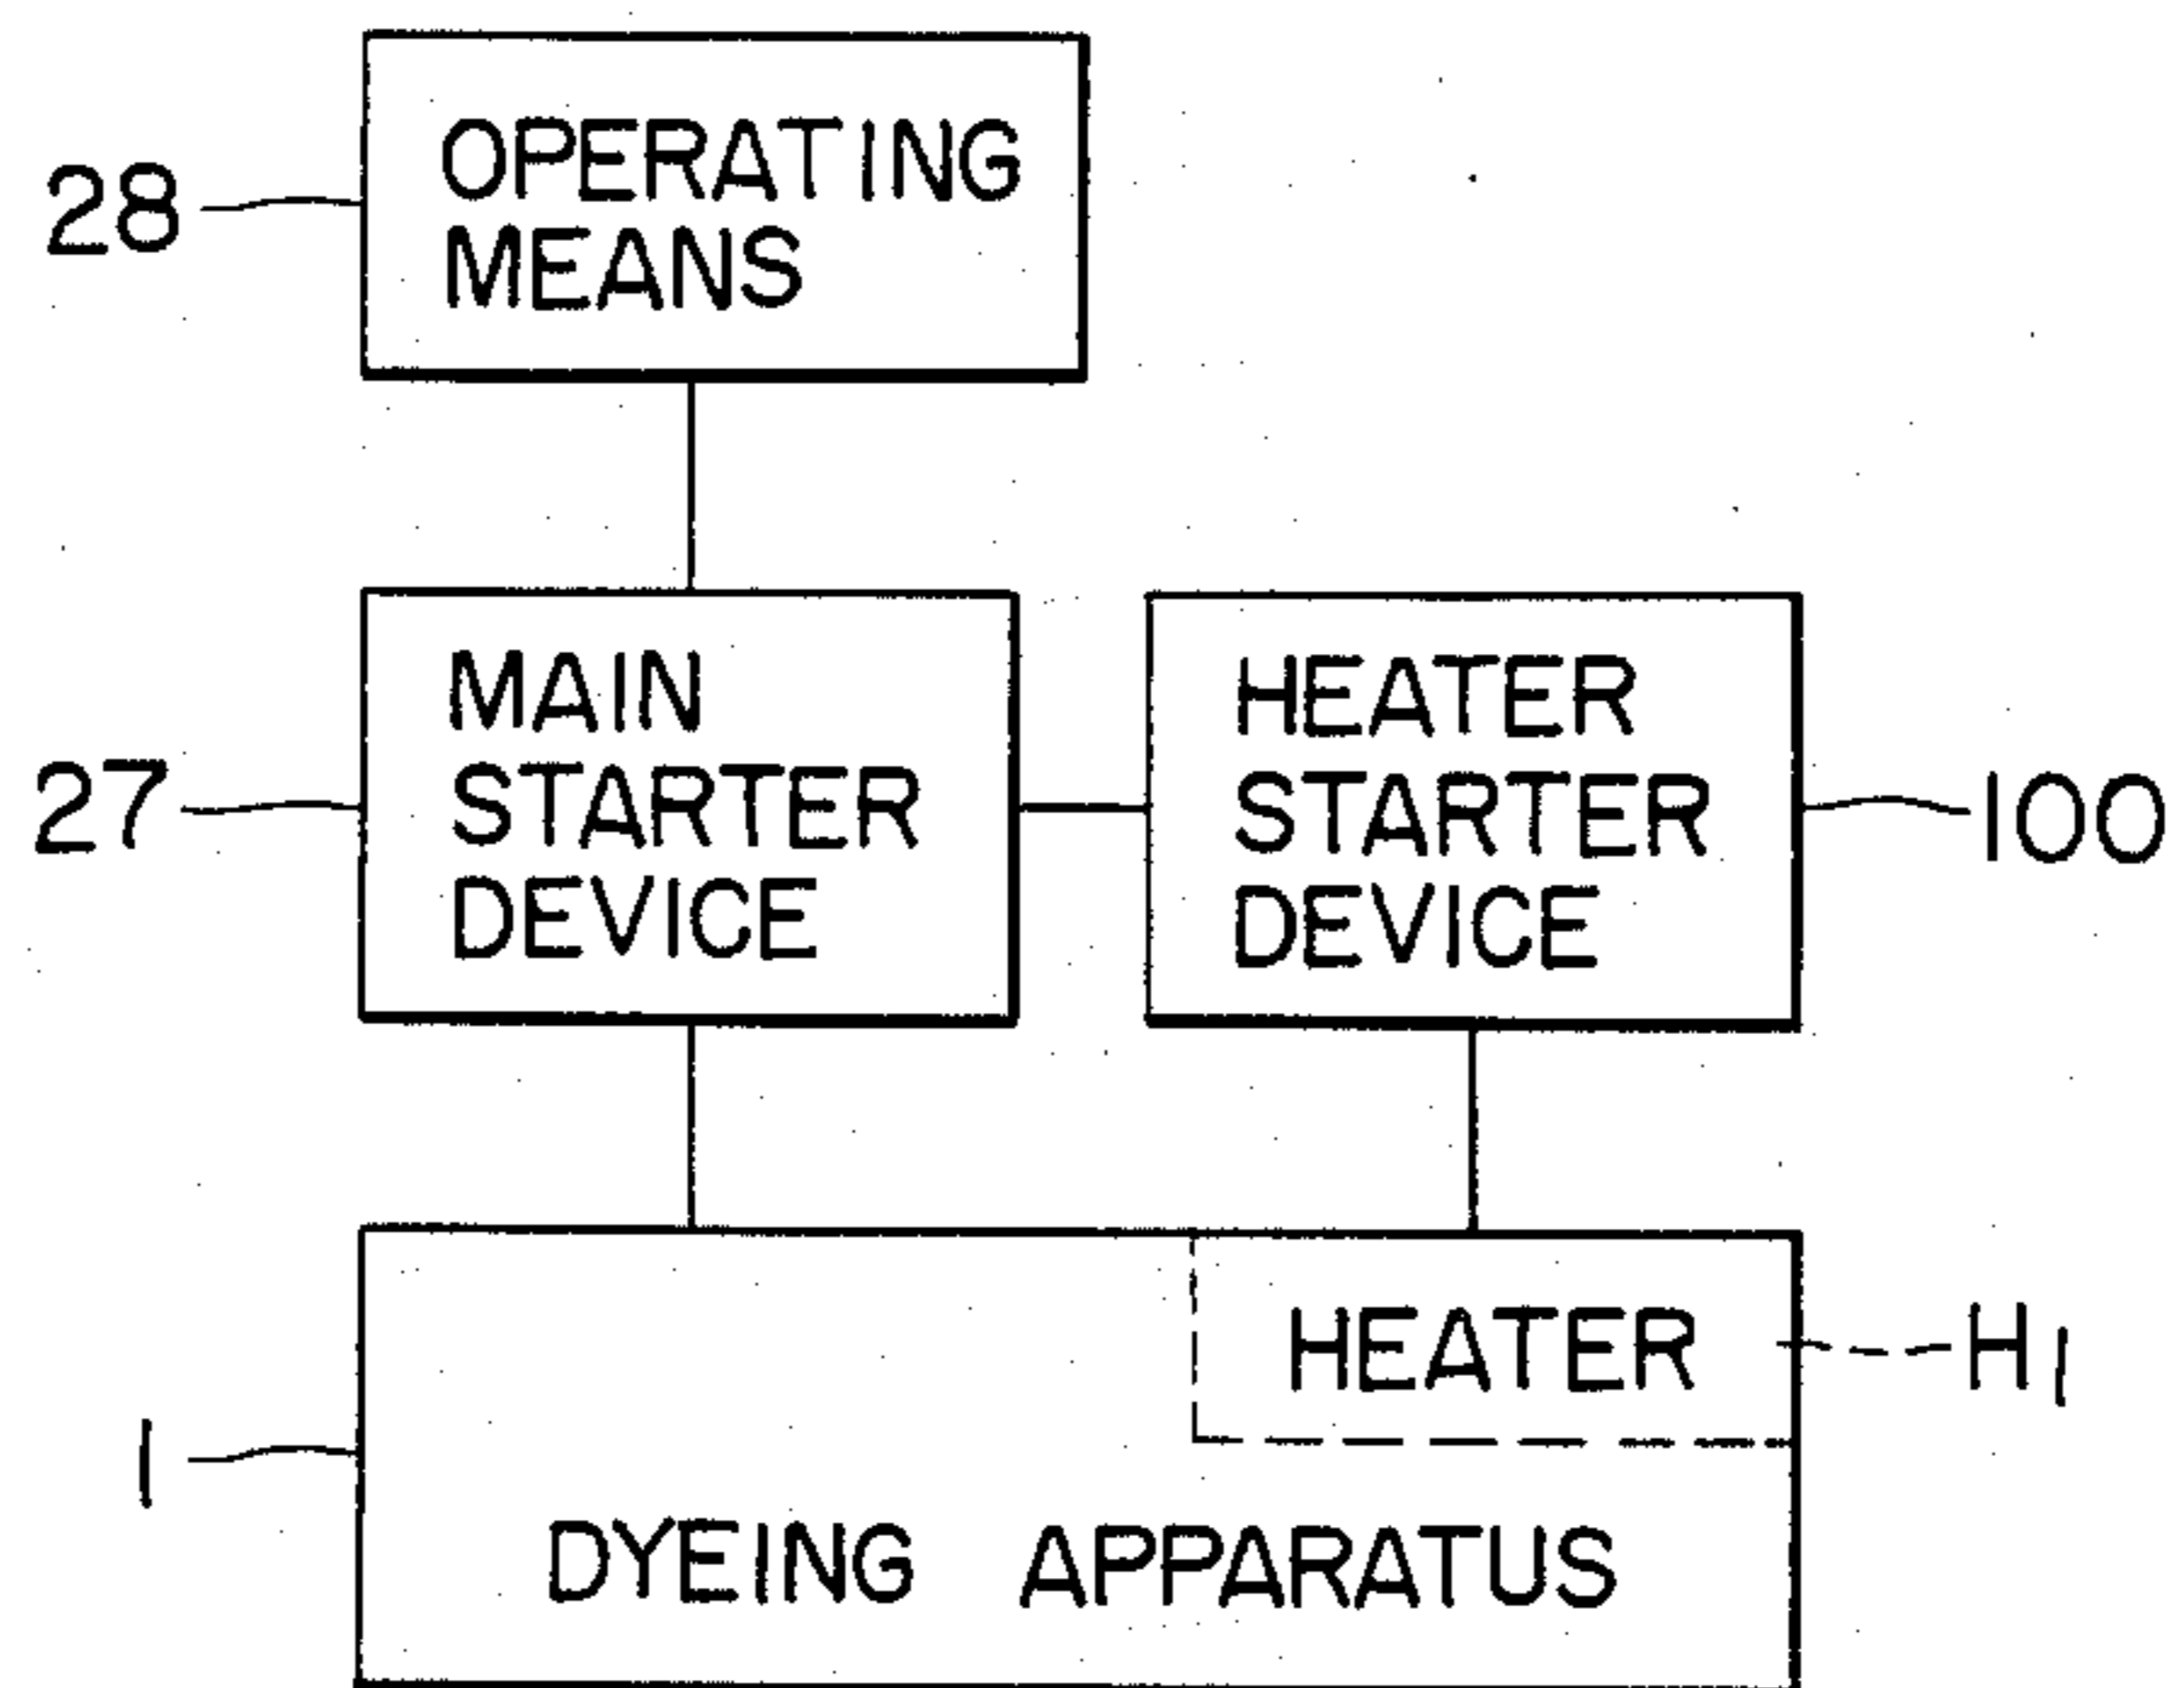 28
OPERATING
MEANS
27
MAIN
STARTER
DEVICE
HEATER
STARTER
DEVICE
100
HEATER
H1
1
DYEING APPARATUS